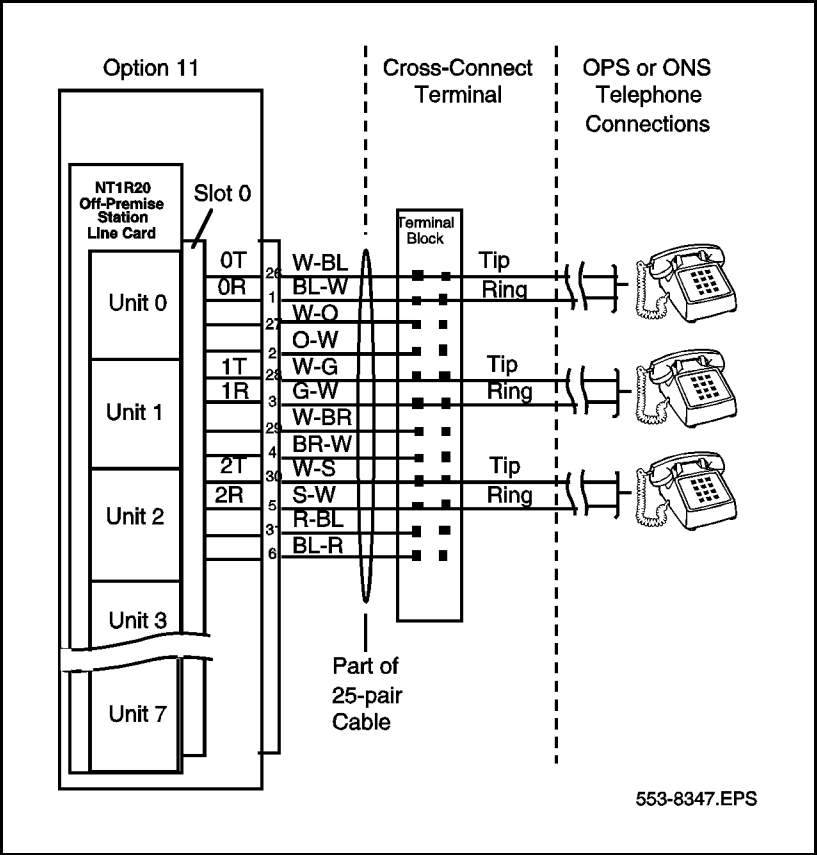 Option 11
Cross-Connect
Terminal
OPS or ONS
Telephone
Connections
NT1R20
Off-Premise
Station
Line Card
Slot 0
Terminal
Block
0T
26
W-BL
Tip
0R
1
BL-W
Ring
Unit 0
27
W-O
2
O-W
1T
28
W-G
Tip
1R
3
G-W
Ring
Unit 1
29
W-BR
4
BR-W
2T
30
W-S
Tip
2R
5
S-W
Ring
Unit 2
31
R-BL
6
BL-R
Unit 3
Part of
25-pair
Cable
Unit 7
553-8347.EPS